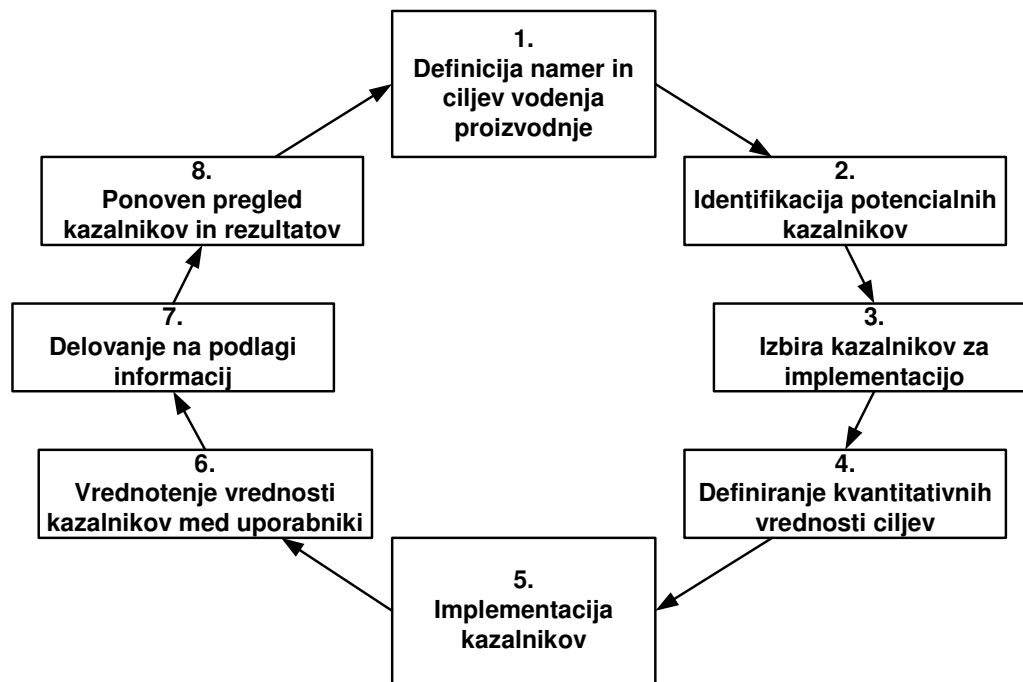 1.
Definicija namer in
ciljev vodenja
proizvodnje
2.
Identifikacija potencialnih
kazalnikov
3.
Izbira kazalnikov za
implementacijo
4.
Definiranje kvantitativnih
vrednosti ciljev
5.
Implementacija
kazalnikov
6.
Vrednotenje vrednosti
kazalnikov med uporabniki
7.
Delovanje na podlagi
informacij
8.
Ponoven pregled
kazalnikov in rezultatov